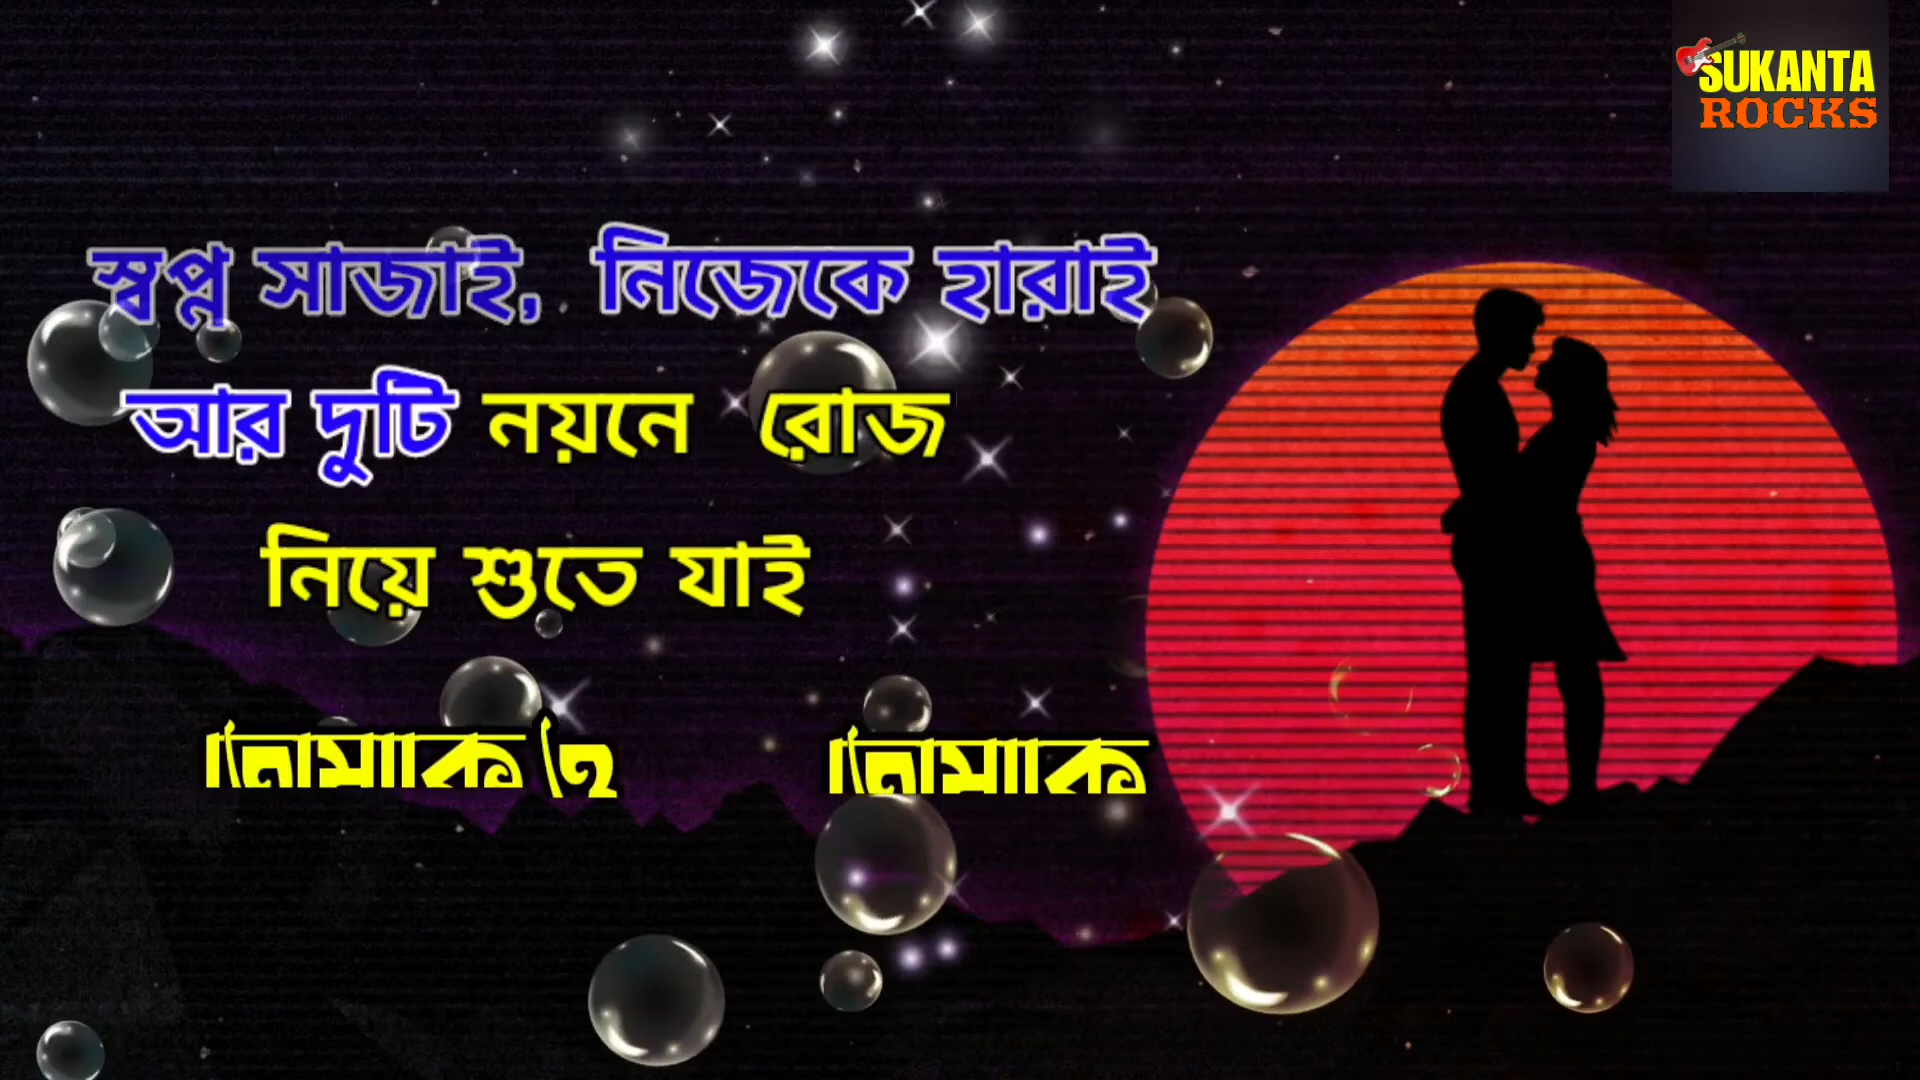 SUKANTA
ROCKS
স্বপ্ন সাজাই, নিজেকে হারাই
আর দুটি নয়নে রোজ
নিয়ে শুতে যাই